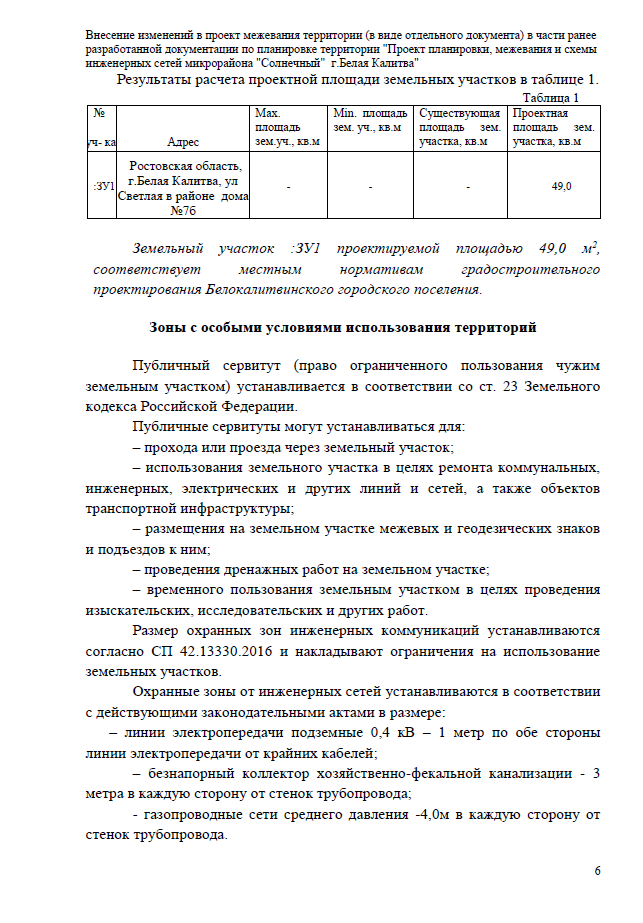 Внесение изменений в проект межевания территории (в виде отдельного документа) в части ранее
разработанной документации по планировке территории "Проект планировки, межевания и схемы
инженерных сетей микрорайона "Солнечный" г.Белая Калитва"
Результаты расчета проектной площади земельных участков в таблице 1.
Таблица 1
№
уч- ка
Адрес
Max.
площадь
зем.уч., кв.м
Min. площадь
зем. уч., кв.м
Существующая
площадь зем.
участка, кв.м
Проектная
площадь зем.
участка, кв.м
:ЗУ1
Ростовская область,
г.Белая Калитва, ул
Светлая в районе дома
№76
-
-
-
49,0
Земельный участок :ЗУ1 проектируемой площадью 49,0 м²,
соответствует местным нормативам градостроительного
проектирования Белокалитвинского городского поселения.
Зоны с особыми условиями использования территорий
Публичный сервитут (право ограниченного пользования чужим
земельным участком) устанавливается в соответствии со ст. 23 Земельного
кодекса Российской Федерации.
Публичные сервитуты могут устанавливаться для:
– прохода или проезда через земельный участок;
– использования земельного участка в целях ремонта коммунальных,
инженерных, электрических и других линий и сетей, а также объектов
транспортной инфраструктуры;
– размещения на земельном участке межевых и геодезических знаков
и подъездов к ним;
– проведения дренажных работ на земельном участке;
– временного пользования земельным участком в целях проведения
изыскательских, исследовательских и других работ.
Размер охранных зон инженерных коммуникаций устанавливаются
согласно СП 42.13330.2016 и накладывают ограничения на использование
земельных участков.
Охранные зоны от инженерных сетей устанавливаются в соответствии
с действующими законодательными актами в размере:
– линии электропередачи подземные 0,4 кВ – 1 метр по обе стороны
линии электропередачи от крайних кабелей;
– безнапорный коллектор хозяйственно-фекальной канализации - 3
метра в каждую сторону от стенок трубопровода;
- газопроводные сети среднего давления -4,0м в каждую сторону от
стенок трубопровода.
6